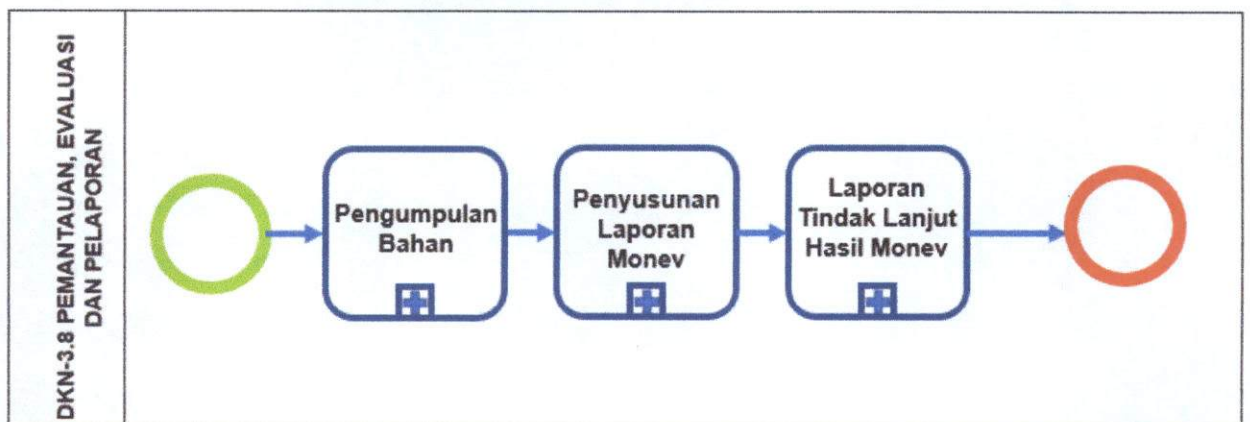 DKN-3.8 PEMANTAUAN, EVALUASI
DAN PELAPORAN
Pengumpulan
Bahan
Penyusunan
Laporan
Monev
Laporan
Tindak Lanjut
Hasil Monev